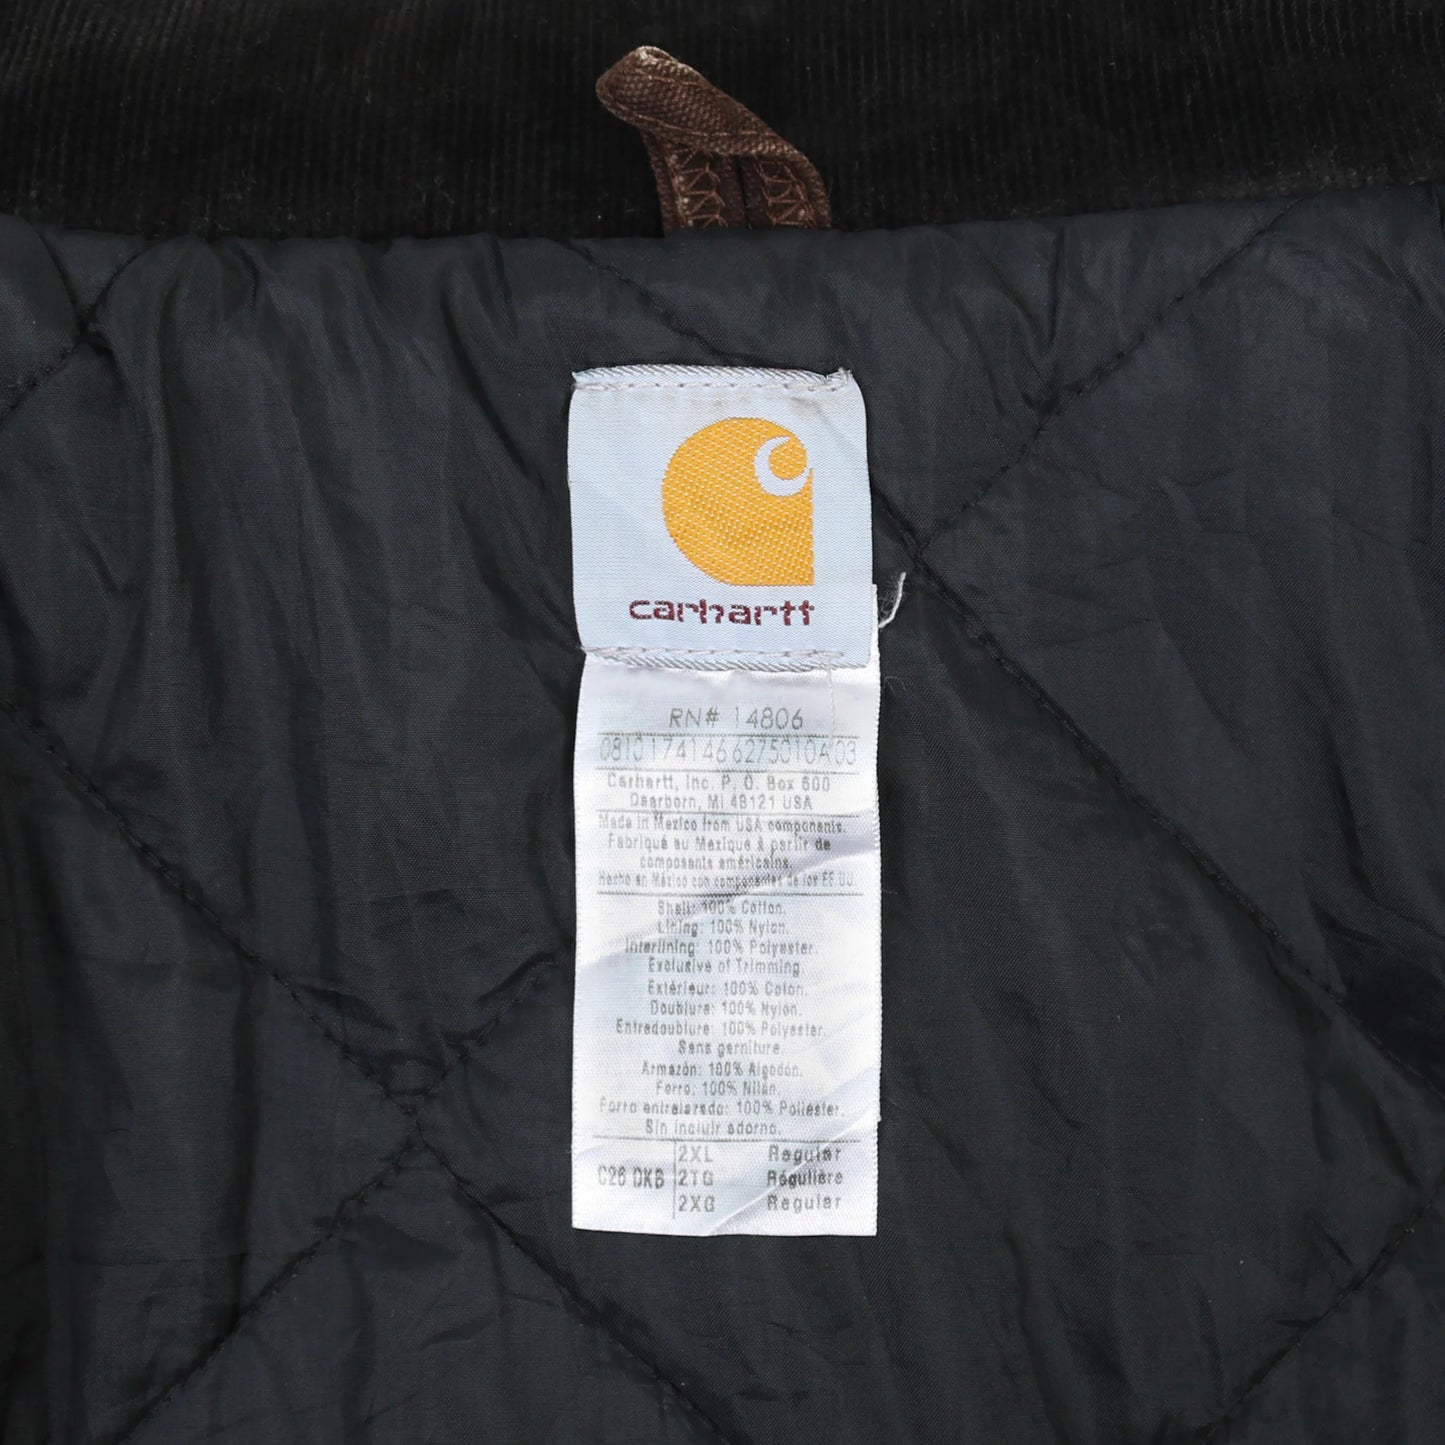 carhartt
RN# 14806
08101741466275010A03
Carhartt, Inc. P. O. Box 600
Dearborn, MI 48121 USA
Made in Mexico from USA components.
Fabriqué au Mexique à partir de
composants américains.
Hecho en México con componentes de los EE.UU.
Shell: 100% Cotton.
Lining: 100% Nylon.
Interlining: 100% Polyester.
Exclusive of Trimming.
Extérieur: 100% Coton.
Doublure: 100% Nylon.
Entredoublure: 100% Polyester.
Sans garniture.
Armazón: 100% Algodón.
Forro: 100% Nilón.
Forro entrelazado: 100% Poliéster.
Sin incluir adorno.
2XL Regular
C26 DKB 2TG Régulière
2XG Regular